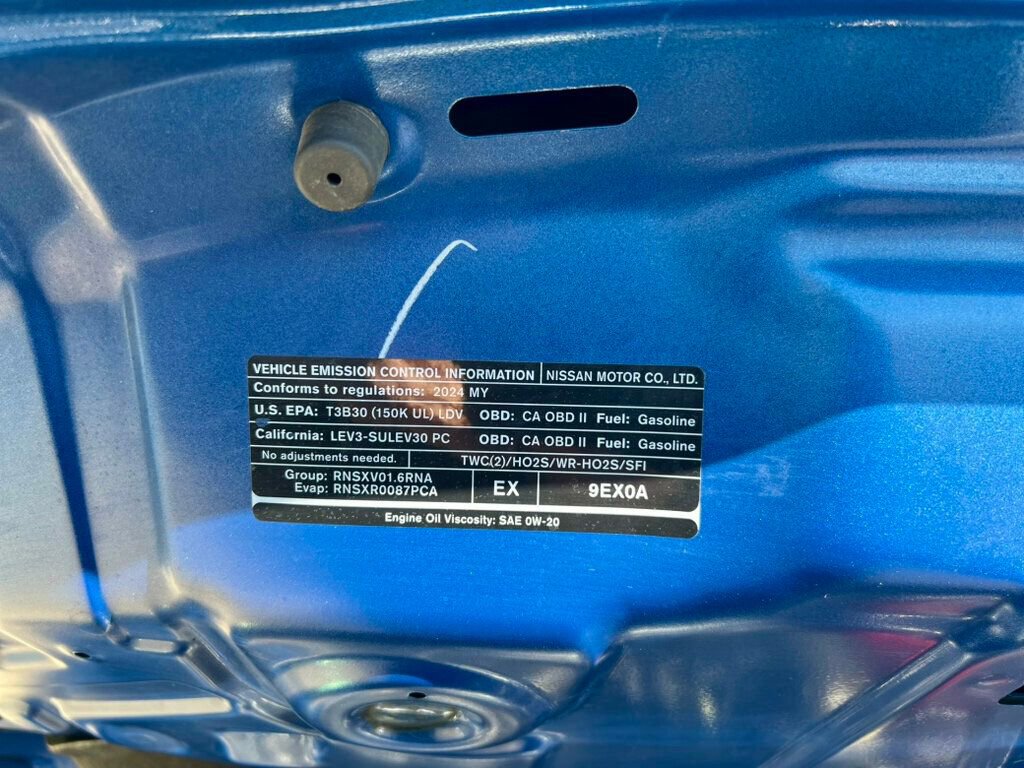 VEHICLE EMISSION CONTROL INFORMATION NISSAN MOTOR CO., LTD.
Conforms to regulations: 2024 MY
U.S. EPA: T3B30 (150K UL) LDV OBD: CA OBD II Fuel: Gasoline
California: LEV3-SULEV30 PC OBD: CA OBD II Fuel: Gasoline
No adjustments needed. TWC(2)/HO2S/WR-HO2S/SFI
Group: RNSXV01.6RNA
Evap: RNSXR0087PCA
EX
9EX0A
Engine Oil Viscosity: SAE 0W-20